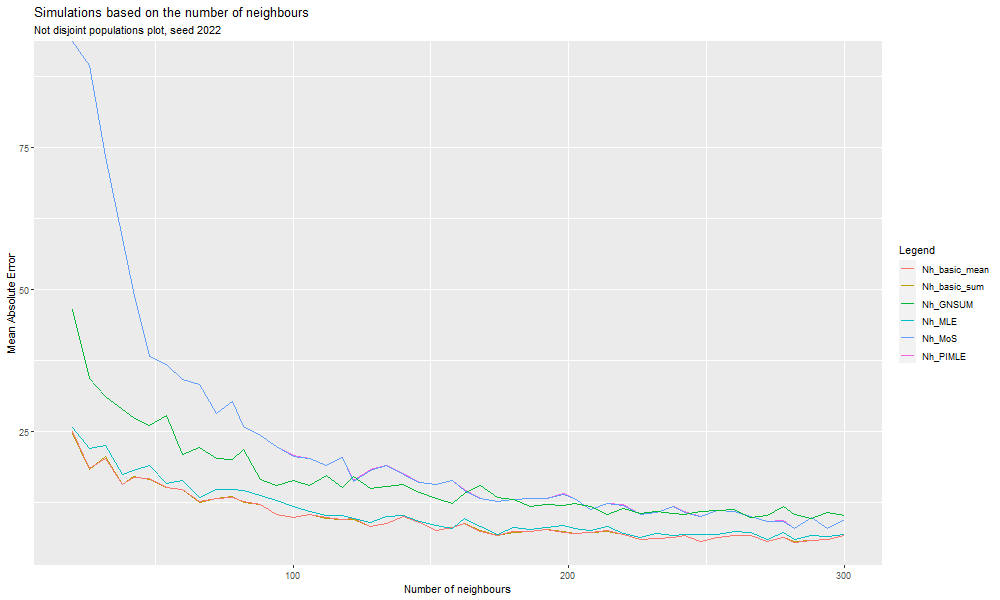 Simulations based on the number of neighbours
Not disjoint populations plot, seed 2022
Mean Absolute Error
75
50
25
100
200
300
Number of neighbours
Legend
Nh_basic_mean
Nh_basic_sum
Nh_GNSUM
Nh_MLE
Nh_MoS
Nh_PIMLE